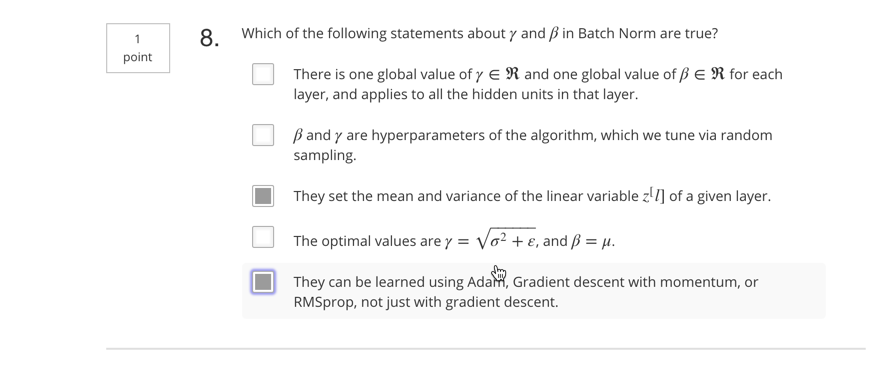 1
point
8.
Which of the following statements about γ and β in Batch Norm are true?
There is one global value of γ ∈ ℜ and one global value of β ∈ ℜ for each
layer, and applies to all the hidden units in that layer.
β and γ are hyperparameters of the algorithm, which we tune via random
sampling.
They set the mean and variance of the linear variable z[l] of a given layer.
The optimal values are γ = √σ² + ε, and β = μ.
They can be learned using Adam, Gradient descent with momentum, or
RMSprop, not just with gradient descent.